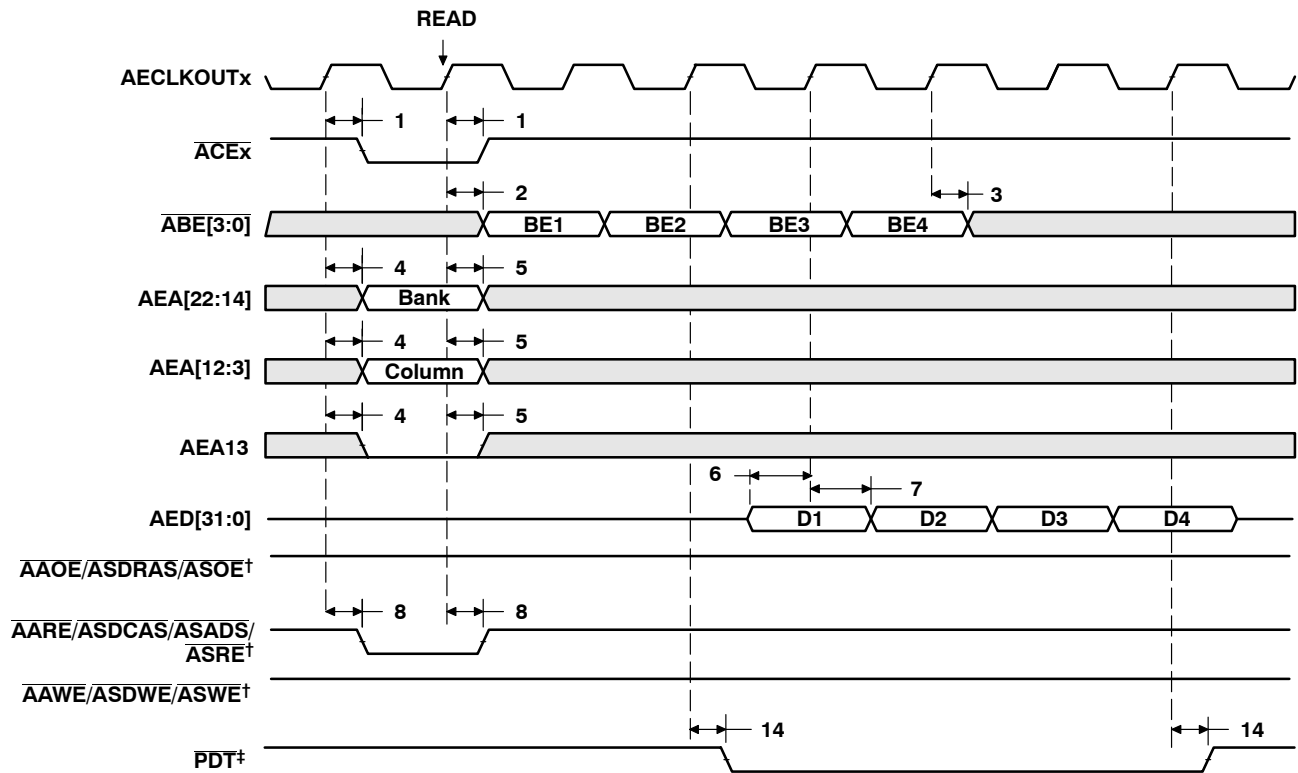 READ
AECLKOUTx
1 1
ACEx
2 3
ABE[3:0] BE1 BE2 BE3 BE4
4 5
AEA[22:14] Bank
4 5
AEA[12:3] Column
4 5
AEA13
6 7
AED[31:0] D1 D2 D3 D4
AAOE/ASDRAS/ASOE†
8 8
AARE/ASDCAS/ASADS/
ASRE†
AAWE/ASDWE/ASWE†
14 14
PDT‡